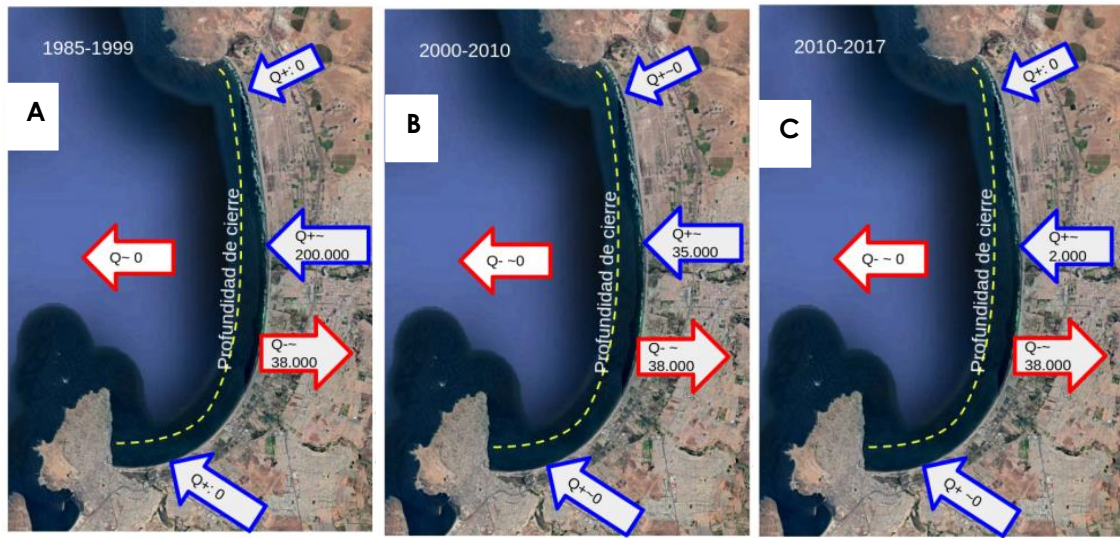 1985-1999
A
Q+: 0
Profundidad de cierre
Q~ 0
Q+~
200.000
Q-~
38.000
Q+: 0
2000-2010
B
Q+~0
Profundidad de cierre
Q- ~0
Q+~
35.000
Q- ~
38.000
Q+~0
2010-2017
C
Q+: 0
Profundidad de cierre
Q- ~ 0
Q+~
2.000
Q-~
38.000
Q+ ~0